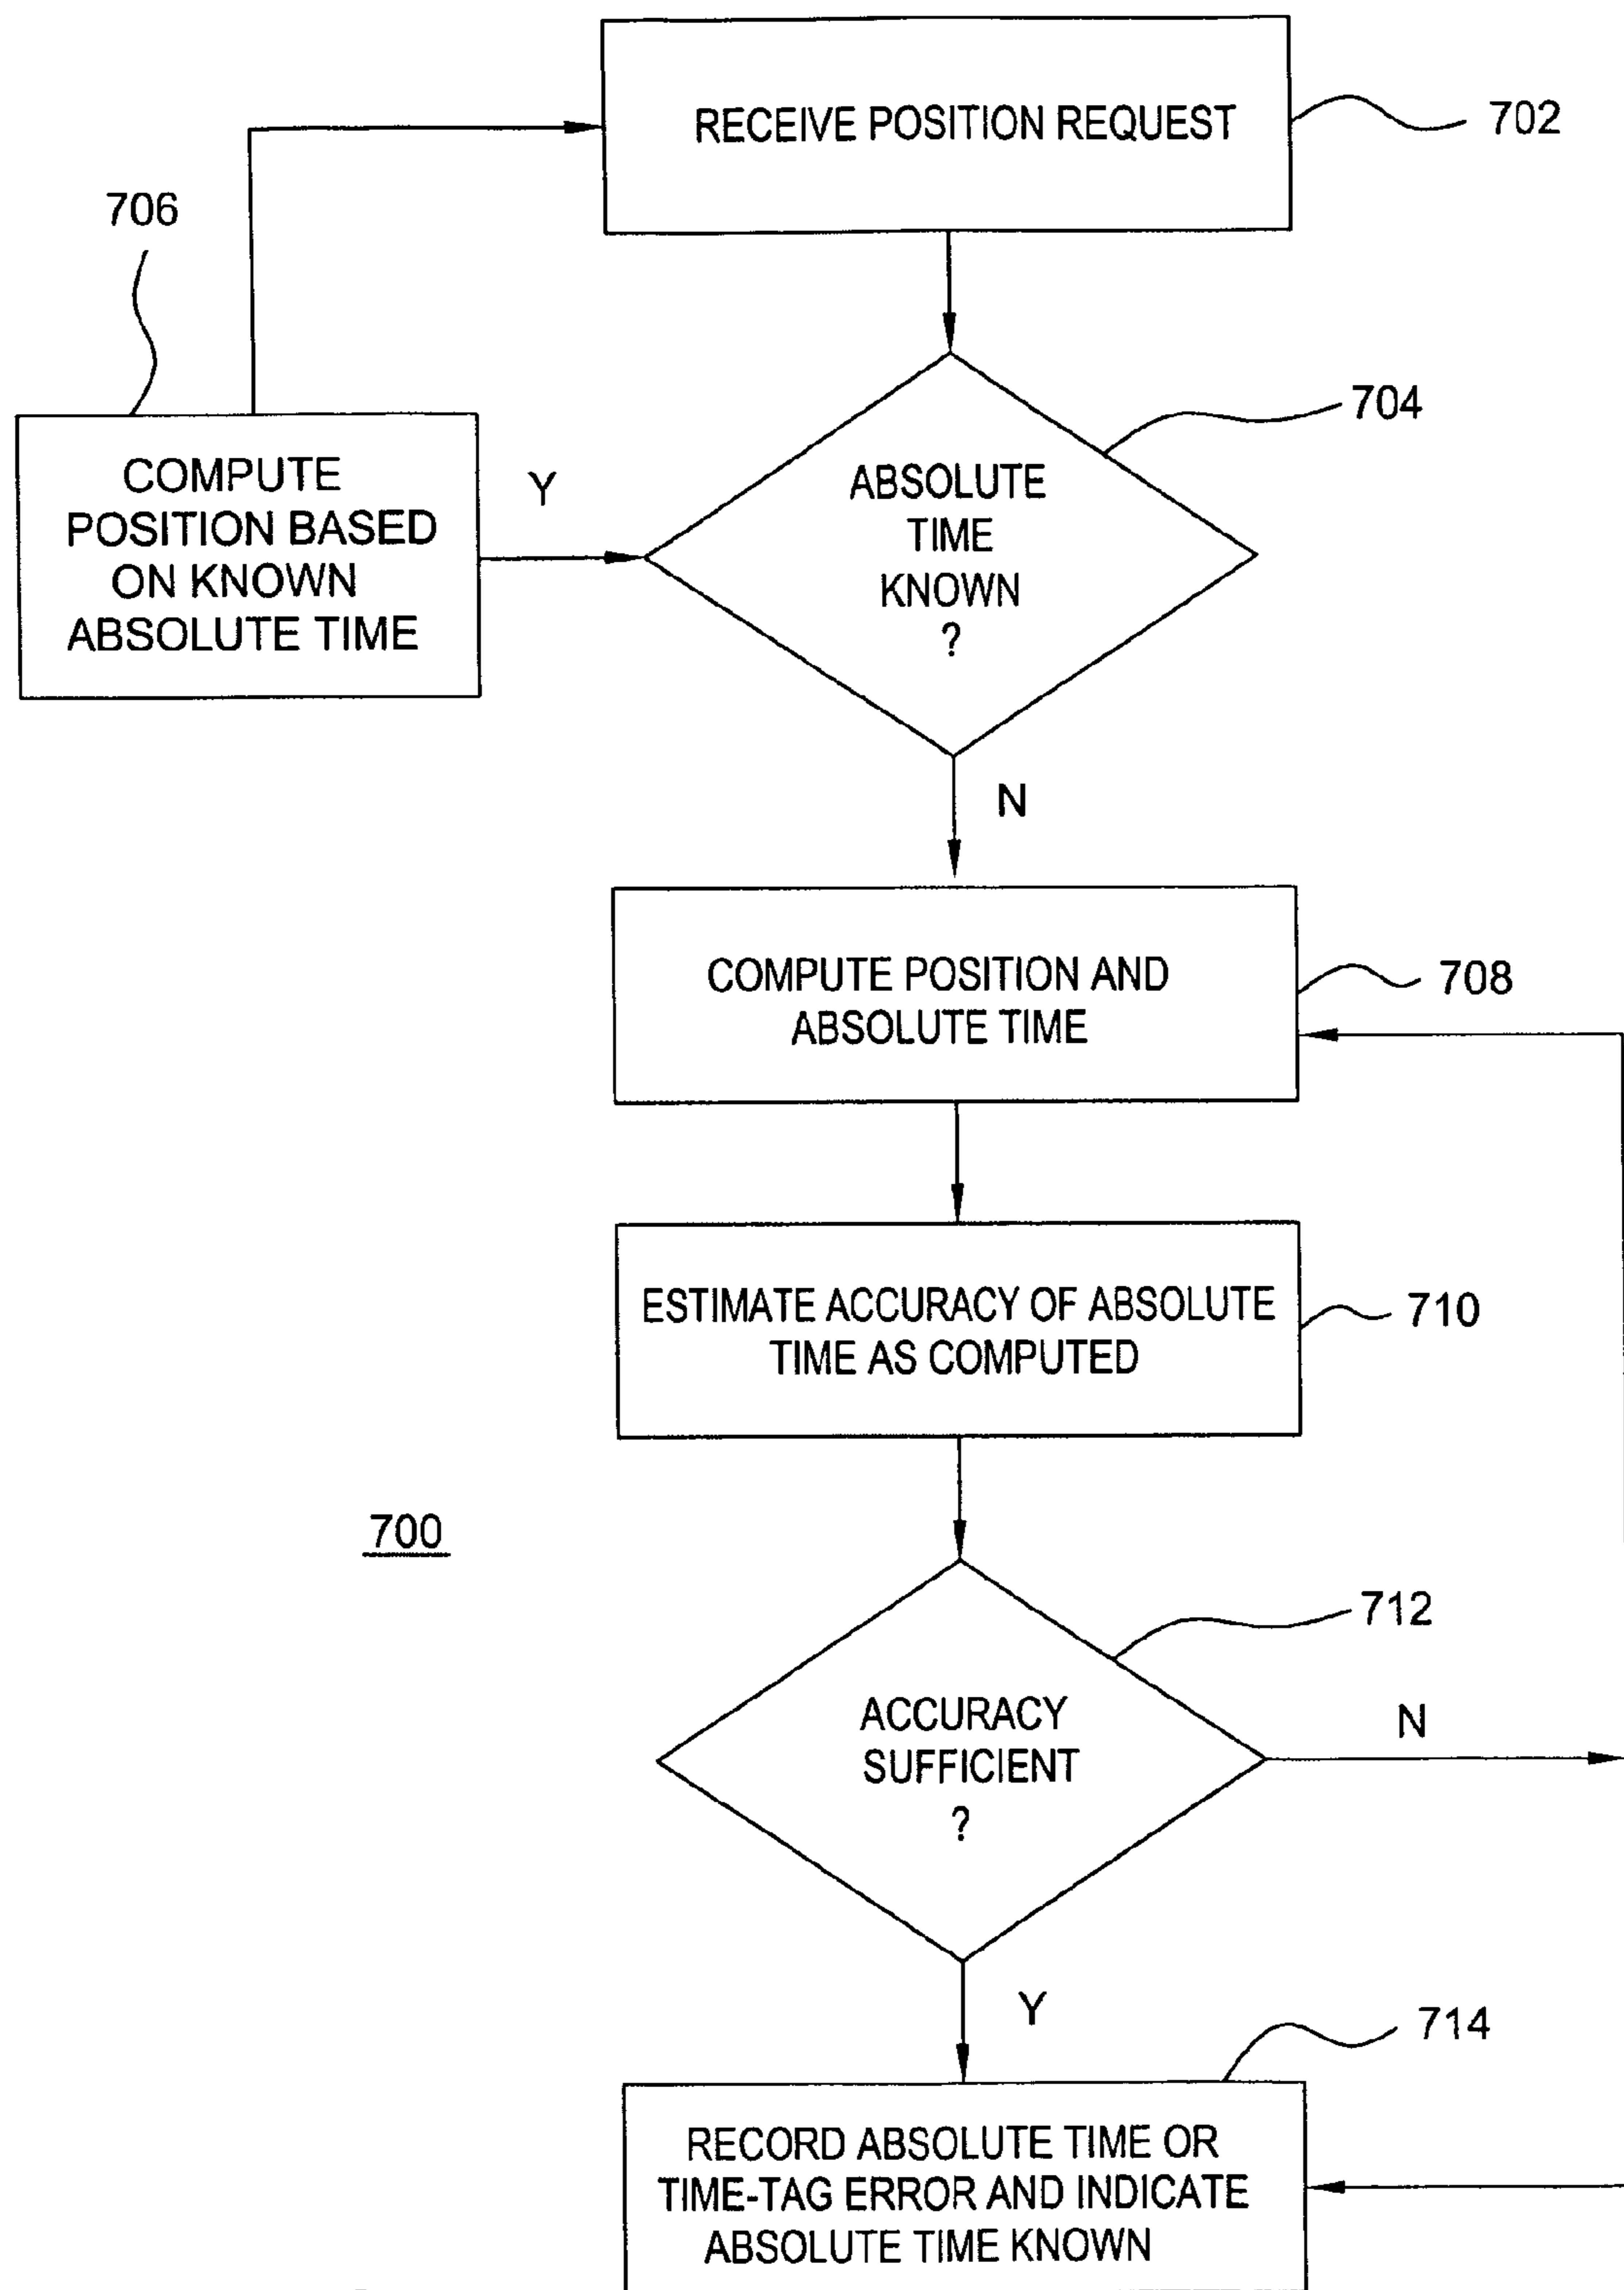 RECEIVE POSITION REQUEST
702
706
704
COMPUTE
POSITION BASED
ON KNOWN
ABSOLUTE TIME
Y
ABSOLUTE
TIME
KNOWN
?
N
COMPUTE POSITION AND
ABSOLUTE TIME
708
ESTIMATE ACCURACY OF ABSOLUTE
TIME AS COMPUTED
710
700
712
ACCURACY
SUFFICIENT
?
N
Y
714
RECORD ABSOLUTE TIME OR
TIME-TAG ERROR AND INDICATE
ABSOLUTE TIME KNOWN